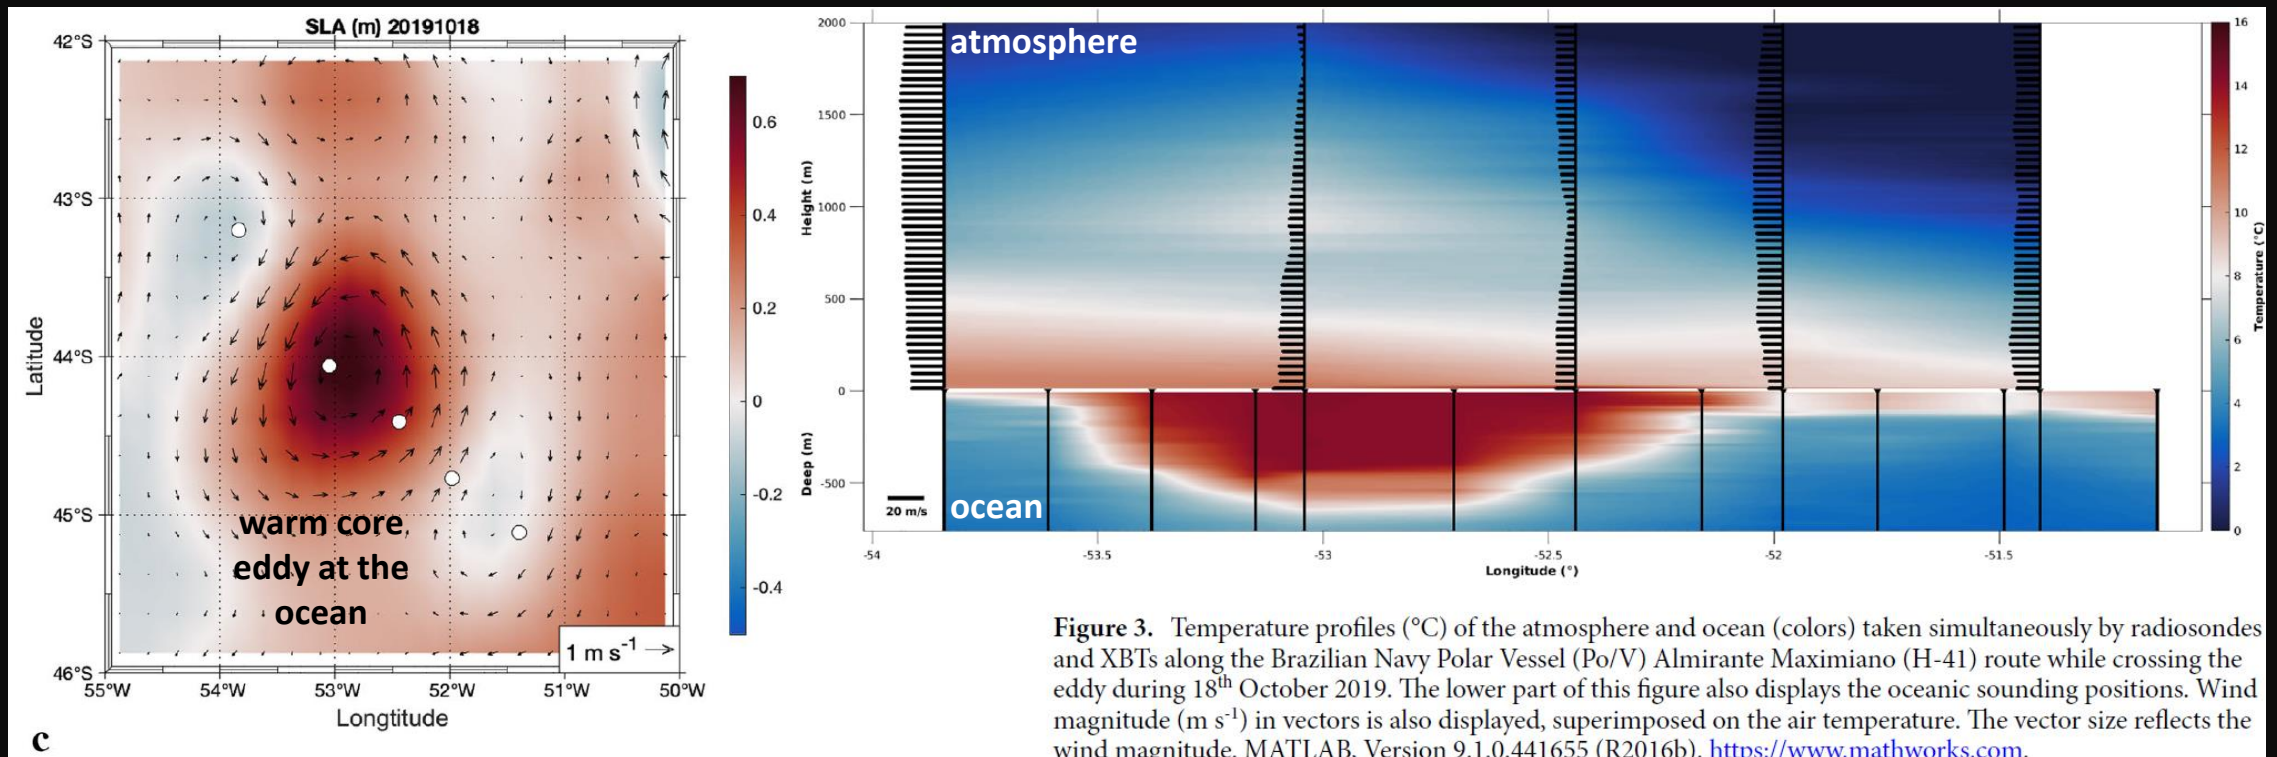 SLA (m) 20191018
42°S
43°S
44°S
45°S
46°S
Latitude
55°W 54°W 53°W 52°W 51°W 50°W
Longtitude
warm core
eddy at the
ocean
1 m s-1
0.6
0.4
0.2
0
-0.2
-0.4
c
atmosphere
2000
1500
1000
500
0
-500
Height (m)
Deep (m)
20 m/s
ocean
-54 -53.5 -53 -52.5 -52 -51.5
Longitude (°)
16
14
12
10
8
6
4
2
0
Temperature (°C)
Figure 3. Temperature profiles (°C) of the atmosphere and ocean (colors) taken simultaneously by radiosondes
and XBTs along the Brazilian Navy Polar Vessel (Po/V) Almirante Maximiano (H-41) route while crossing the
eddy during 18th October 2019. The lower part of this figure also displays the oceanic sounding positions. Wind
magnitude (m s-1) in vectors is also displayed, superimposed on the air temperature. The vector size reflects the
wind magnitude. MATLAB, Version 9.1.0.441655 (R2016b). https://www.mathworks.com.